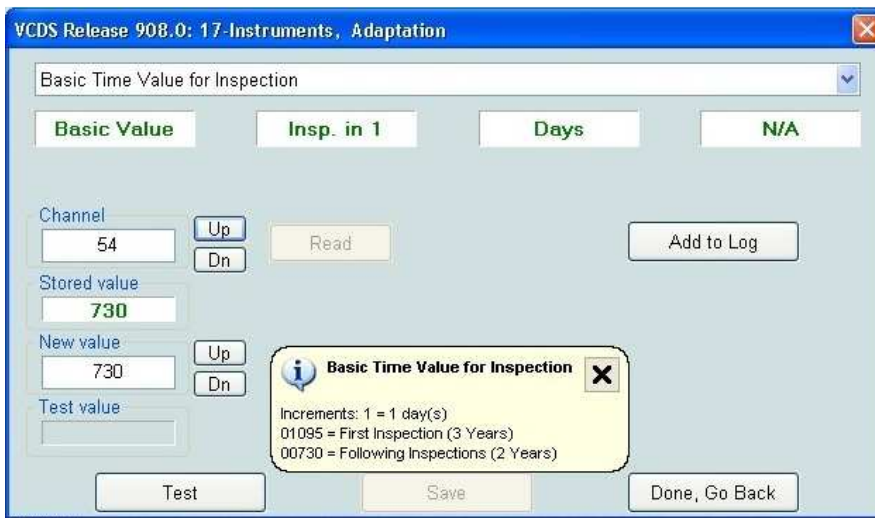 VCDS Release 908.0: 17-Instruments, Adaptation
Basic Time Value for Inspection
Basic Value
Insp. in 1
Days
N/A
Channel
54
Up
Dn
Read
Add to Log
Stored value
730
New value
730
Up
Dn
Test value
Basic Time Value for Inspection
Increments: 1 = 1 day(s)
01095 = First Inspection (3 Years)
00730 = Following Inspections (2 Years)
Test
Save
Done, Go Back